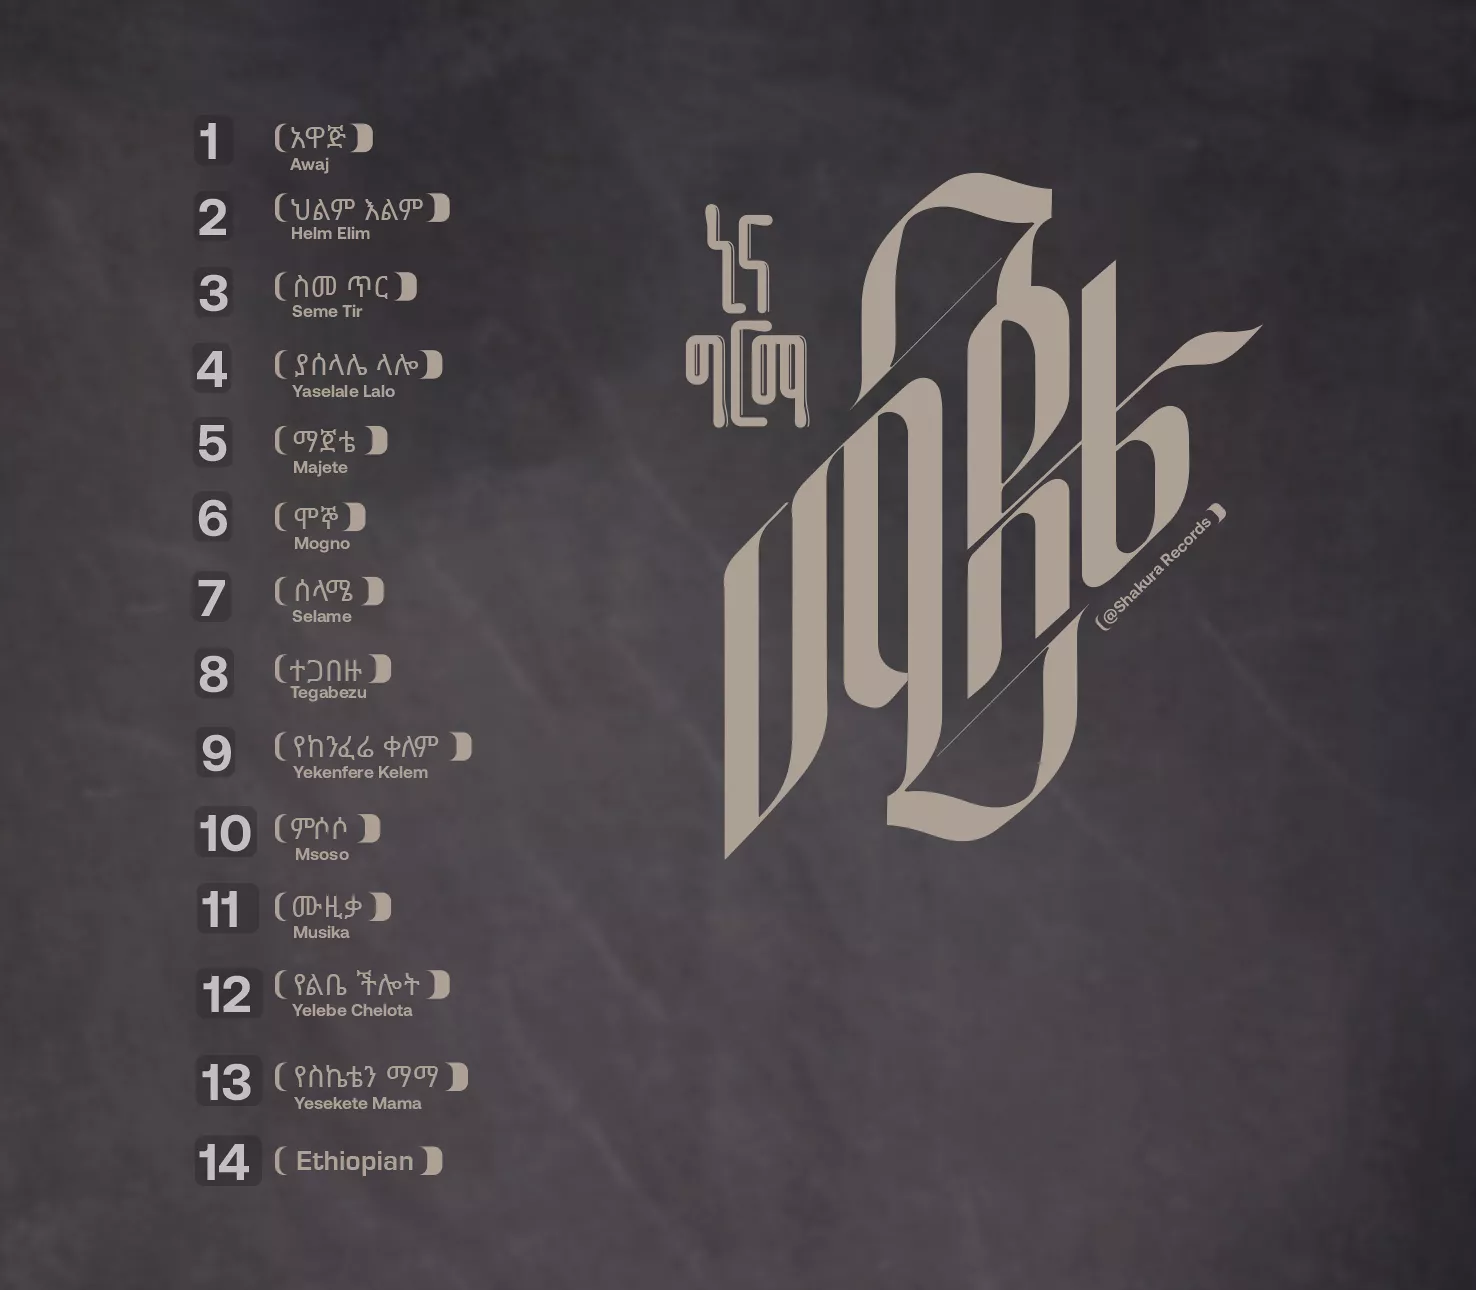 1
አዋጅ
Awaj
2
ህልም እልም
Helm Elim
3
ስመ ጥር
Seme Tir
4
ያሰላሌ ላሎ
Yaselale Lalo
5
ማጀቴ
Majete
6
ሞኞ
Mogno
7
ሰላሜ
Selame
8
ተጋበዙ
Tegabezu
9
የከንፈሬ ቀለም
Yekenfere Kelem
10
ምሶሶ
Msoso
11
ሙዚቃ
Musika
12
የልቤ ችሎት
Yelebe Chelota
13
የስኬቴን ማማ
Yesekete Mama
14
Ethiopian
ኒና
ግርማ
@Shakura Records